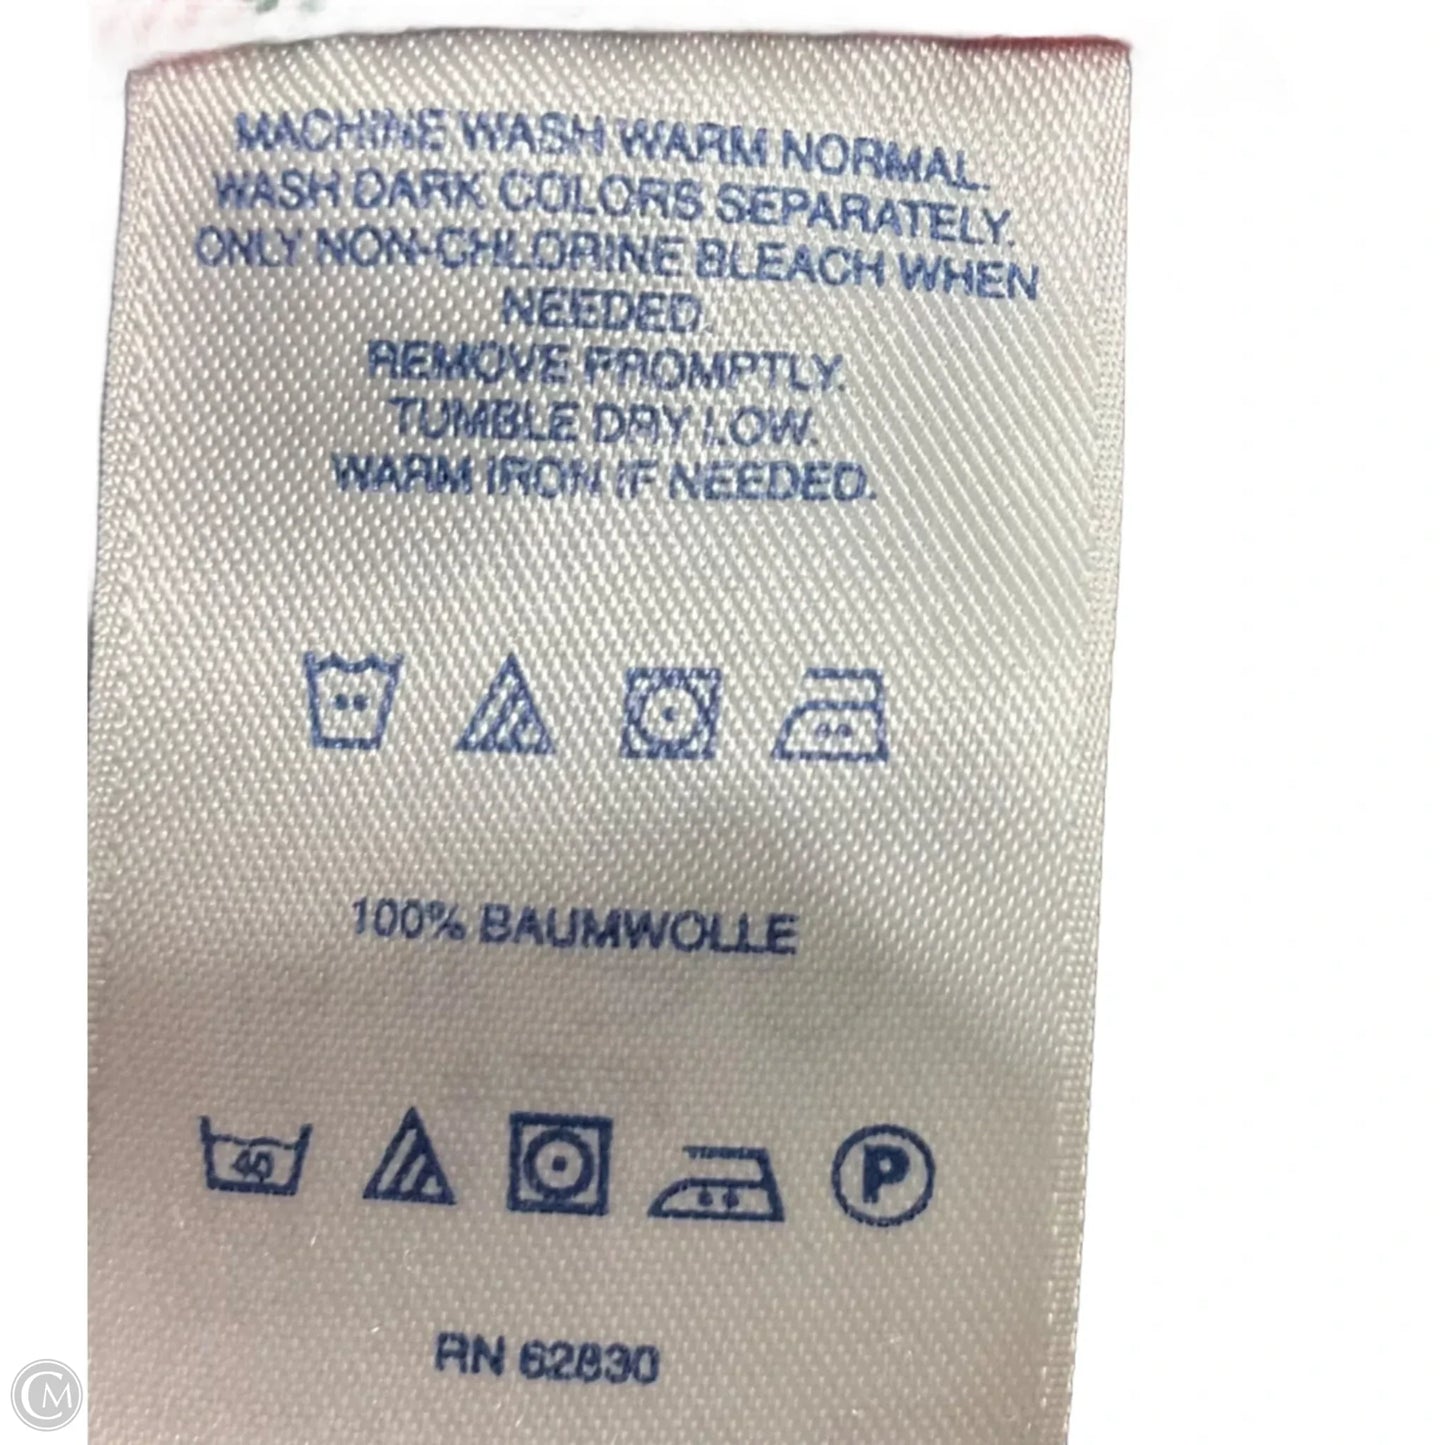 MACHINE WASH WARM NORMAL.
WASH DARK COLORS SEPARATELY.
ONLY NON-CHLORINE BLEACH WHEN
NEEDED.
REMOVE PROMPTLY.
TUMBLE DRY LOW.
WARM IRON IF NEEDED.
100% BAUMWOLLE
40
P
RN 62830
CM